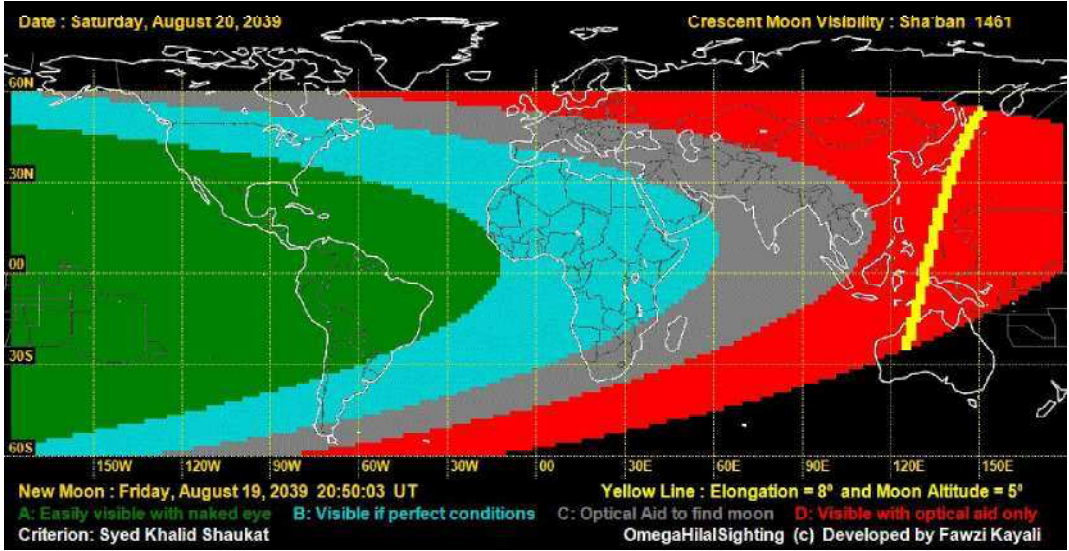 Date : Saturday, August 20, 2039
Crescent Moon Visibility : Sha'ban 1461
60N
30N
00
30S
60S
150W 120W 90W 60W 30W 00 30E 60E 90E 120E 150E
New Moon : Friday, August 19, 2039 20:50:03 UT
Yellow Line : Elongation = 8º and Moon Altitude = 5º
A: Easily visible with naked eye B: Visible if perfect conditions C: Optical Aid to find moon D: Visible with optical aid only
Criterion: Syed Khalid Shaukat
OmegaHilalSighting (c) Developed by Fawzi Kayali